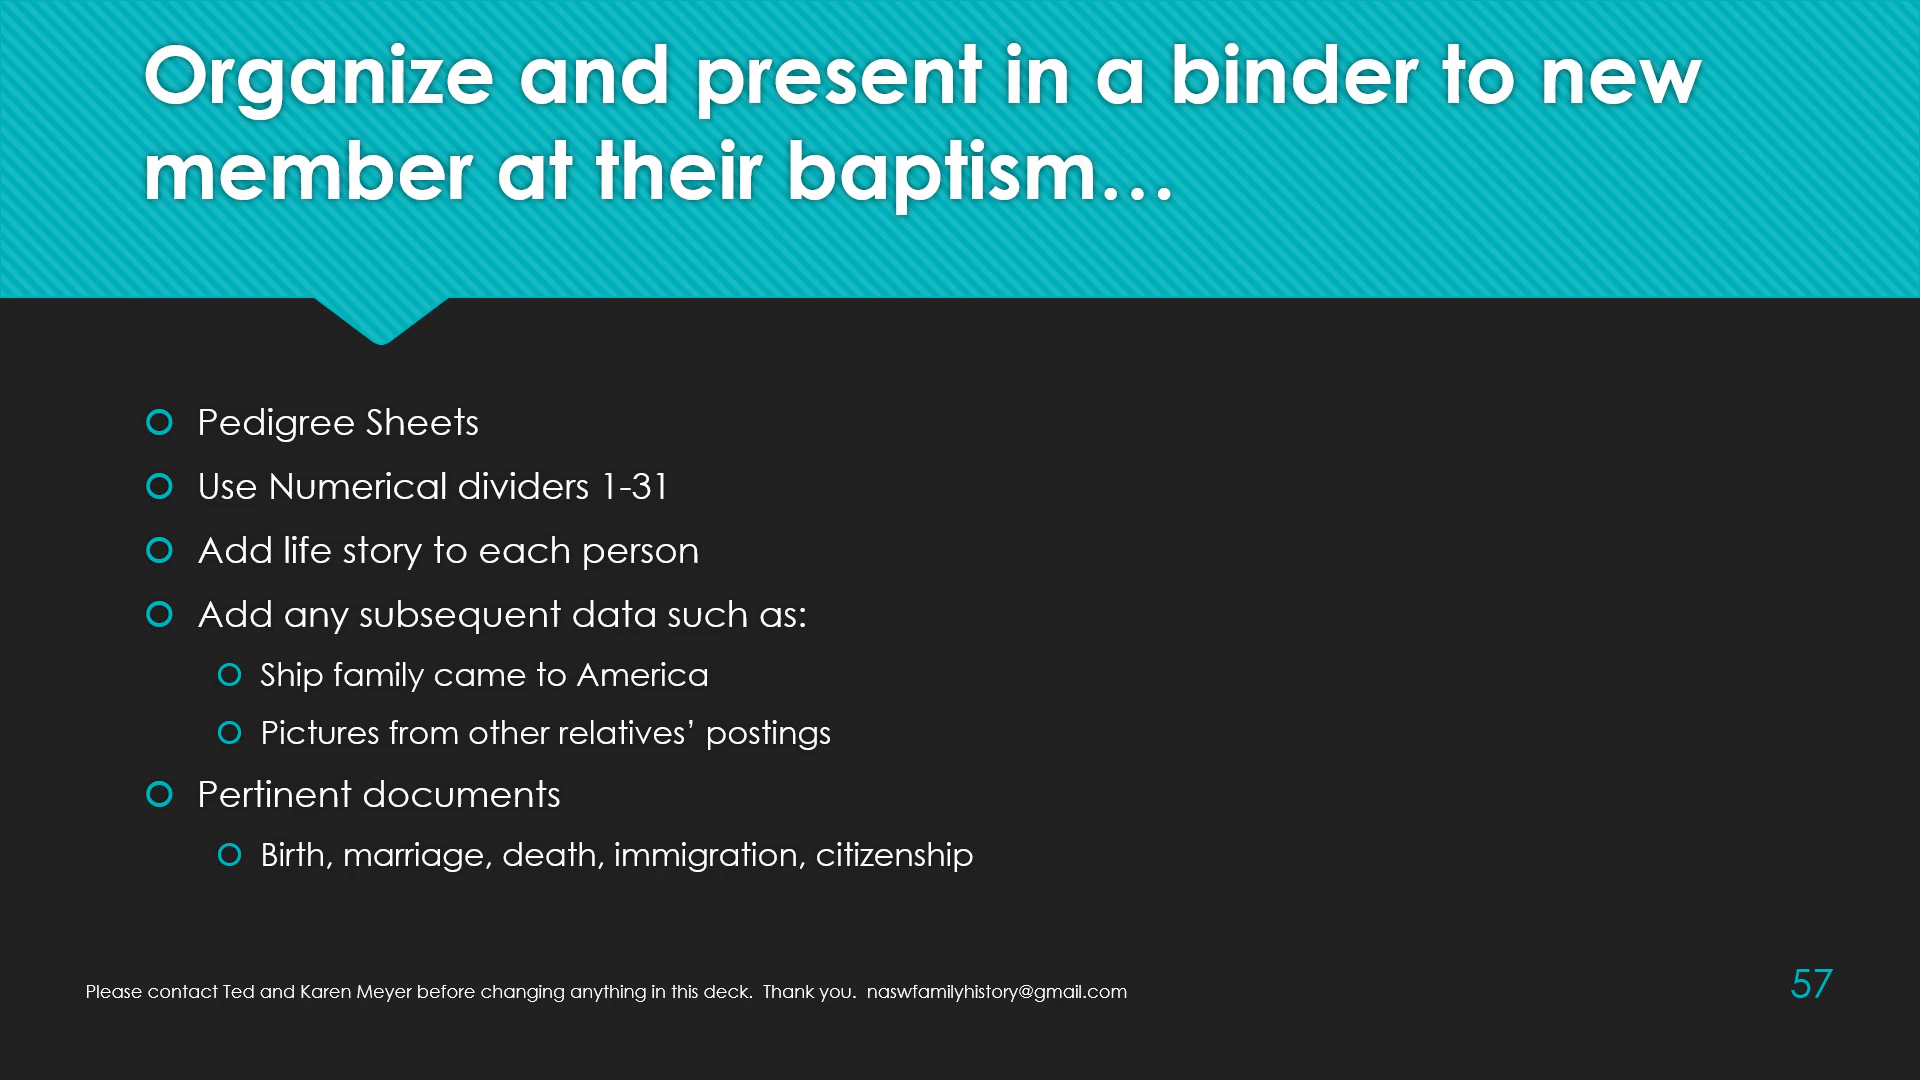 Organize and present in a binder to new
member at their baptism…
Pedigree Sheets
Use Numerical dividers 1-31
Add life story to each person
Add any subsequent data such as:
Ship family came to America
Pictures from other relatives’ postings
Pertinent documents
Birth, marriage, death, immigration, citizenship
Please contact Ted and Karen Meyer before changing anything in this deck.  Thank you.  naswfamilyhistory@gmail.com
57